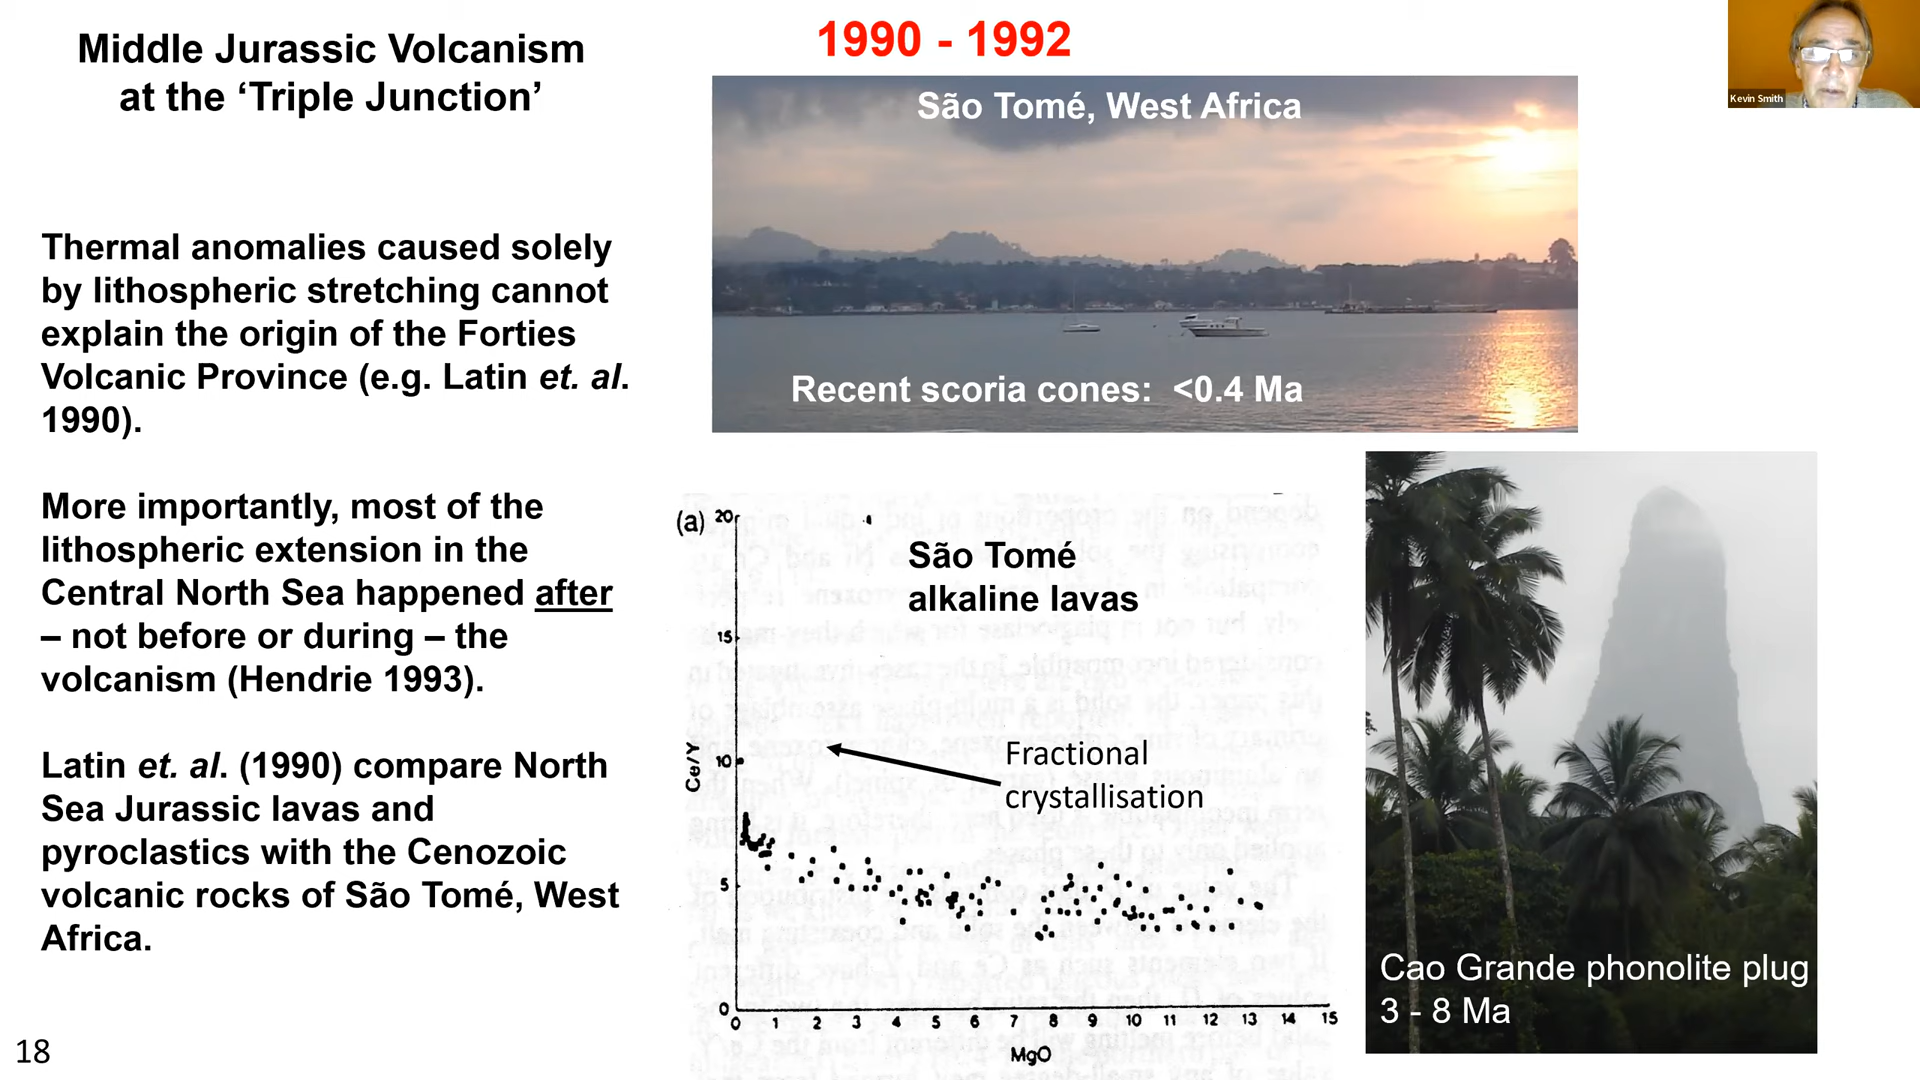 Middle Jurassic Volcanism
at the ‘Triple Junction’
1990 - 1992
São Tomé, West Africa
Recent scoria cones: <0.4 Ma
Kevin Smith
Thermal anomalies caused solely
by lithospheric stretching cannot
explain the origin of the Forties
Volcanic Province (e.g. Latin et. al.
1990).
More importantly, most of the
lithospheric extension in the
Central North Sea happened after
– not before or during – the
volcanism (Hendrie 1993).
Latin et. al. (1990) compare North
Sea Jurassic lavas and
pyroclastics with the Cenozoic
volcanic rocks of São Tomé, West
Africa.
18
(a)
20
15
10
5
0
Ce/Y
São Tomé
alkaline lavas
Fractional
crystallisation
0 1 2 3 4 5 6 7 8 9 10 11 12 13 14 15
MgO
Cao Grande phonolite plug
3 - 8 Ma